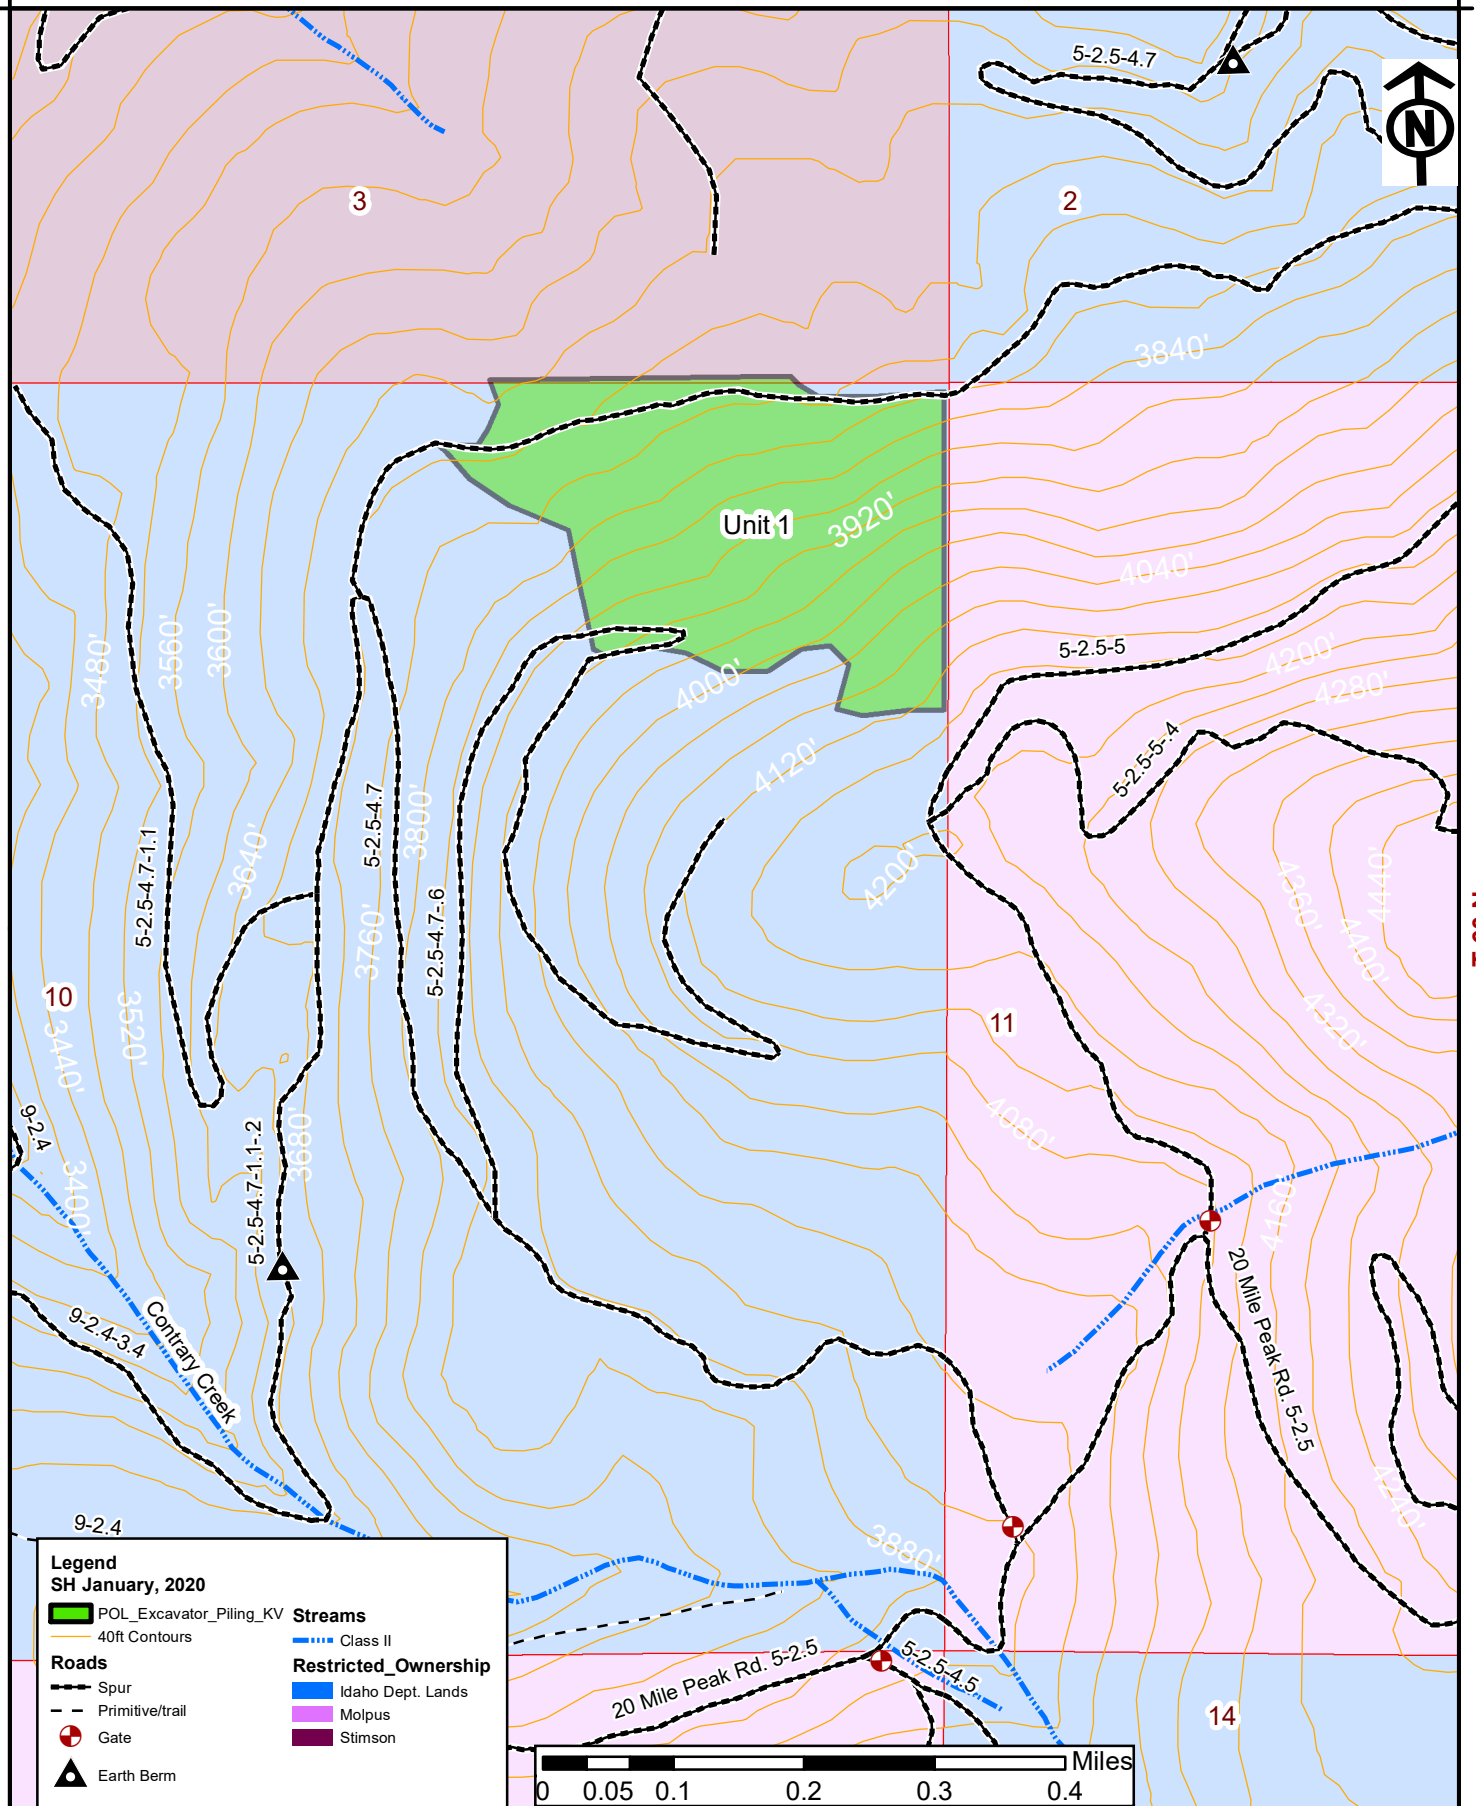 5-2.5-4.7
N
3
2
3840'
Unit 1
3920'
4040'
5-2.5-5
4200'
4280'
3480'
3560'
3600'
4000'
5-2.5-5-.4
4120'
5-2.5-4.7
3800'
5-2.5-4.7-1.1
3640'
4200'
4360'
4440'
5-2.5-4.7-.6
3760'
4400'
10
3520'
3440'
11
4320'
9-2.4
4080'
3680'
5-2.5-4.7-1.1-.2
3400'
4160'
20 Mile Peak Rd. 5-2.5
9-2.4-3.4
Contrary Creek
4240'
9-2.4
3880'
5-2.5-4.5
20 Mile Peak Rd. 5-2.5
14
Legend
SH January, 2020
POL_Excavator_Piling_KV
40ft Contours
Roads
Spur
Primitive/trail
Gate
Earth Berm
Streams
Class II
Restricted_Ownership
Idaho Dept. Lands
Molpus
Stimson
Miles
0 0.05 0.1 0.2 0.3 0.4